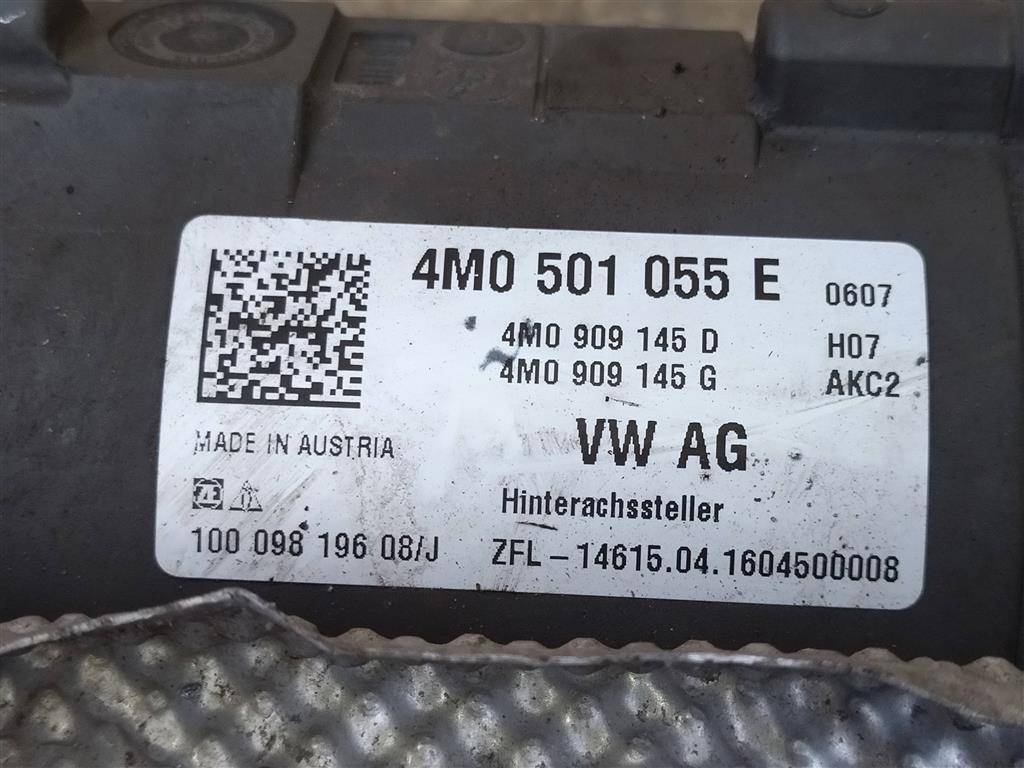 4M0 501 055 E 0607
4M0 909 145 D H07
4M0 909 145 G AKC2
MADE IN AUSTRIA
VW AG
ZF
Hinterachssteller
100 098 196 08/J
ZFL - 14615.04.1604500008